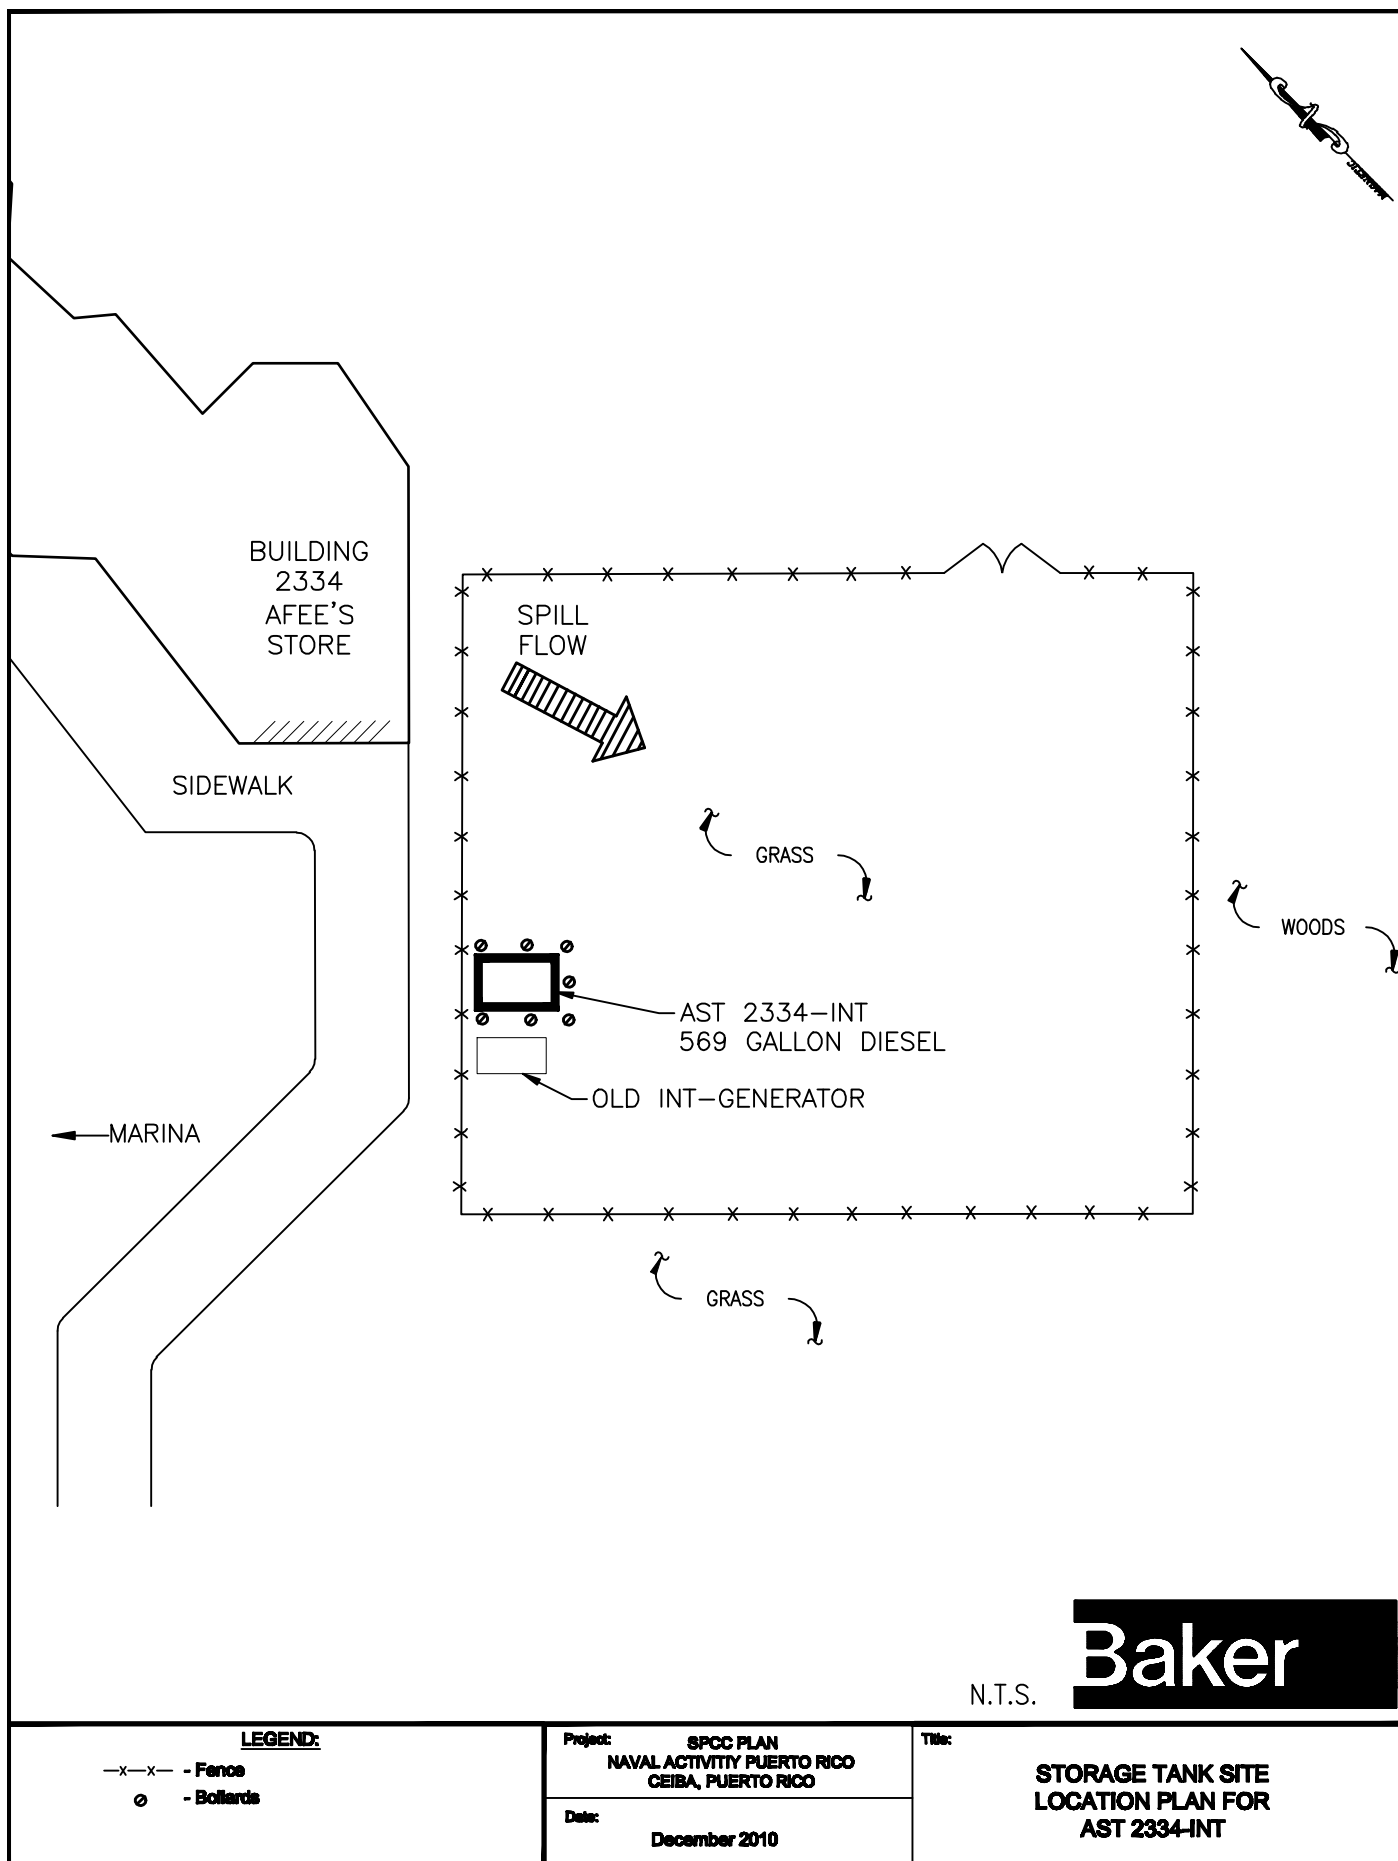 MAGNETIC
BUILDING
2334
AFEE'S
STORE
SPILL
FLOW
SIDEWALK
GRASS
WOODS
AST 2334-INT
569 GALLON DIESEL
OLD INT-GENERATOR
MARINA
GRASS
Baker
N.T.S.
LEGEND:
x x - Fence
- Bollards
Project:
SPCC PLAN
NAVAL ACTIVITIY PUERTO RICO
CEIBA, PUERTO RICO
Date:
December 2010
Title:
STORAGE TANK SITE
LOCATION PLAN FOR
AST 2334-INT